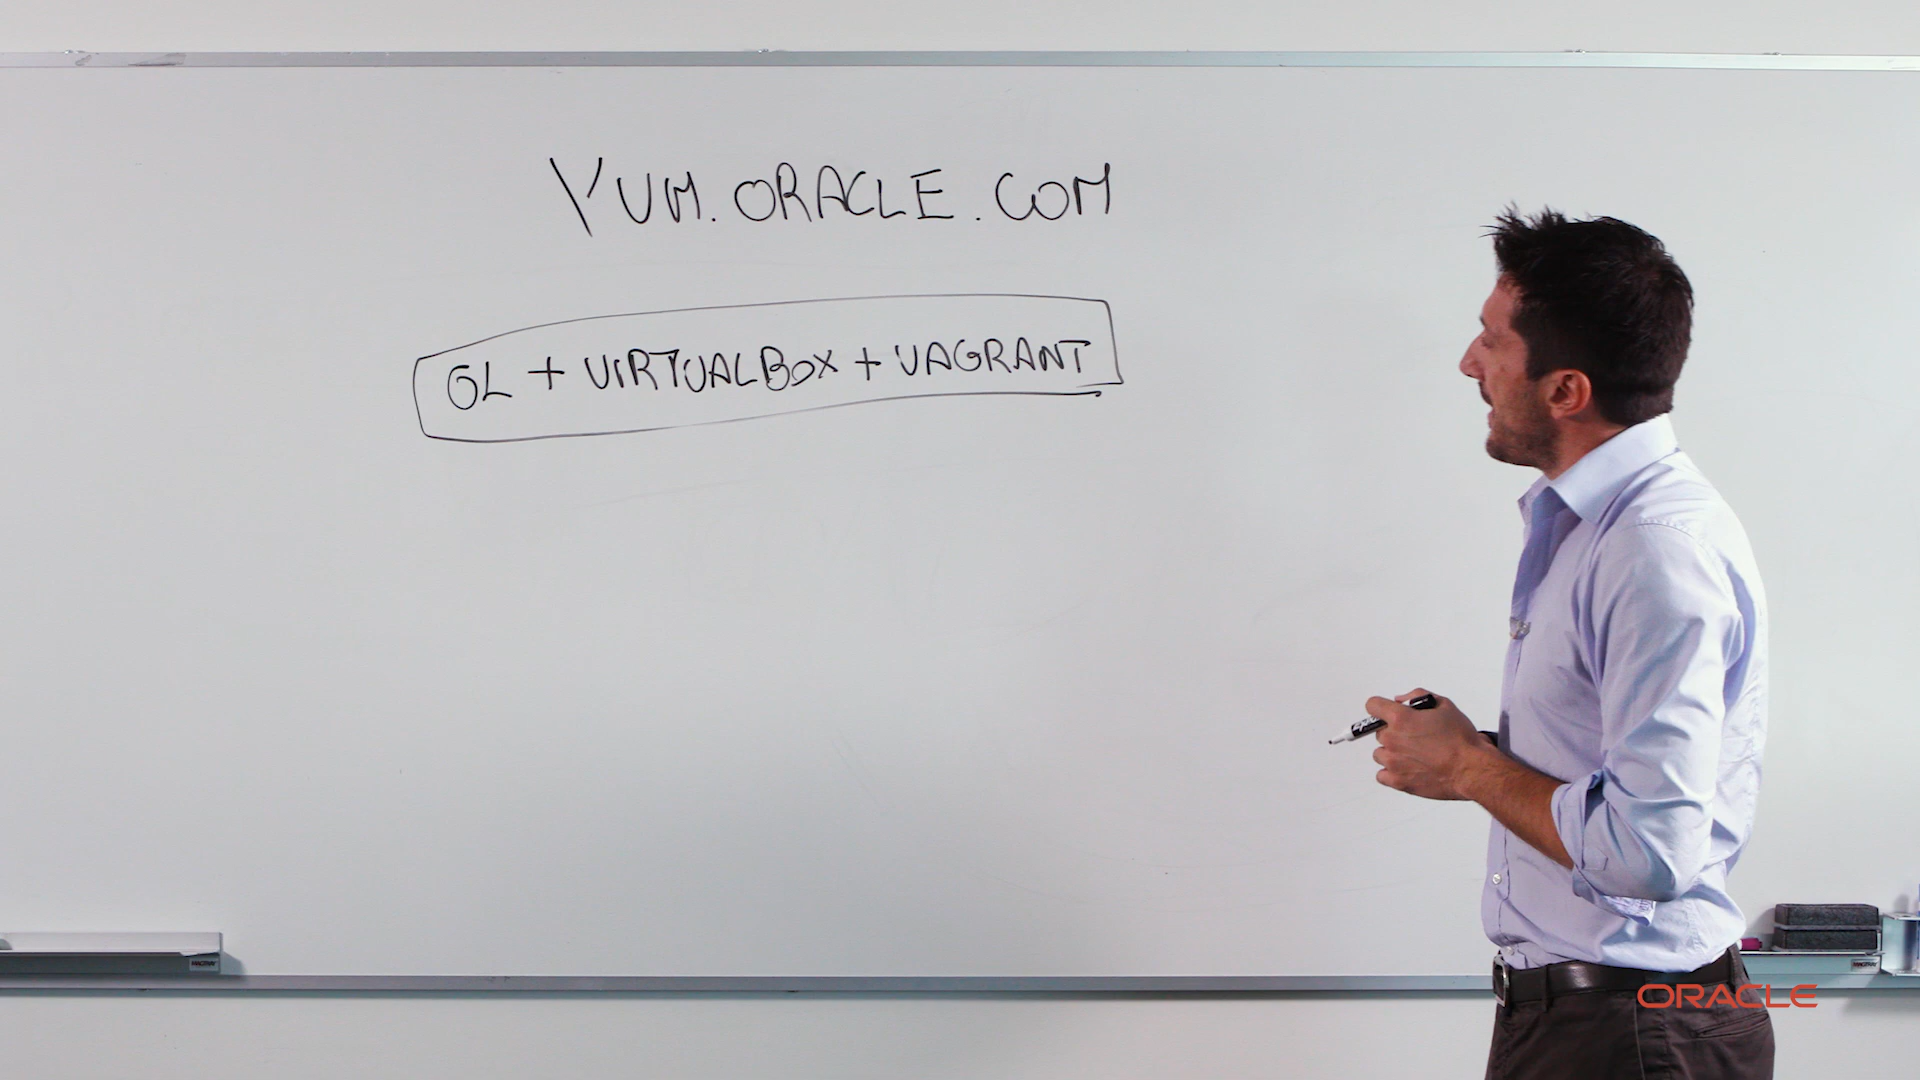 YUM.ORACLE.COM
OL + VIRTUALBOX + VAGRANT
ORACLE